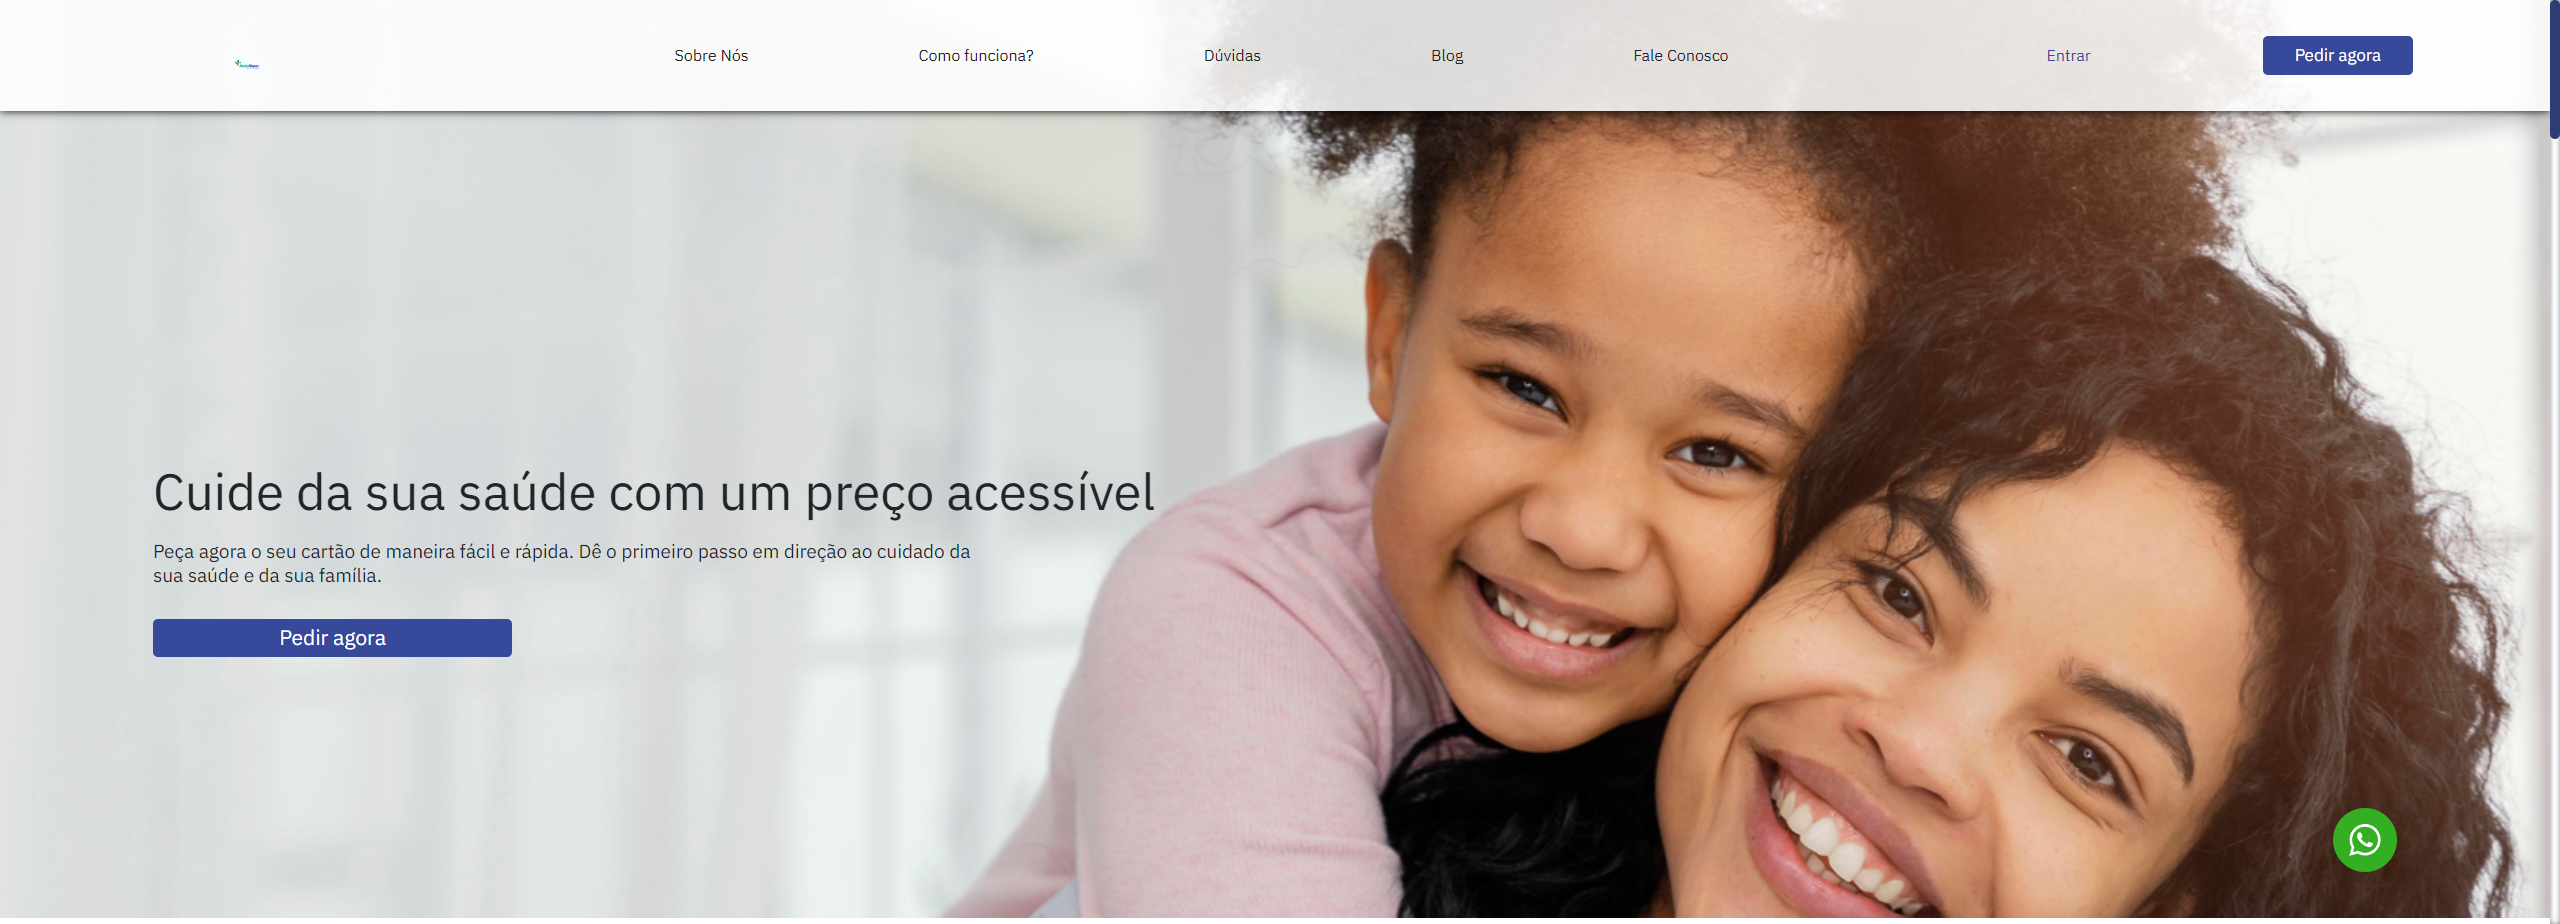 Sobre Nós
Como funciona?
Dúvidas
Blog
Fale Conosco
Entrar
Pedir agora
Cuide da sua saúde com um preço acessível
Peça agora o seu cartão de maneira fácil e rápida. Dê o primeiro passo em direção ao cuidado da
sua saúde e da sua família.
Pedir agora